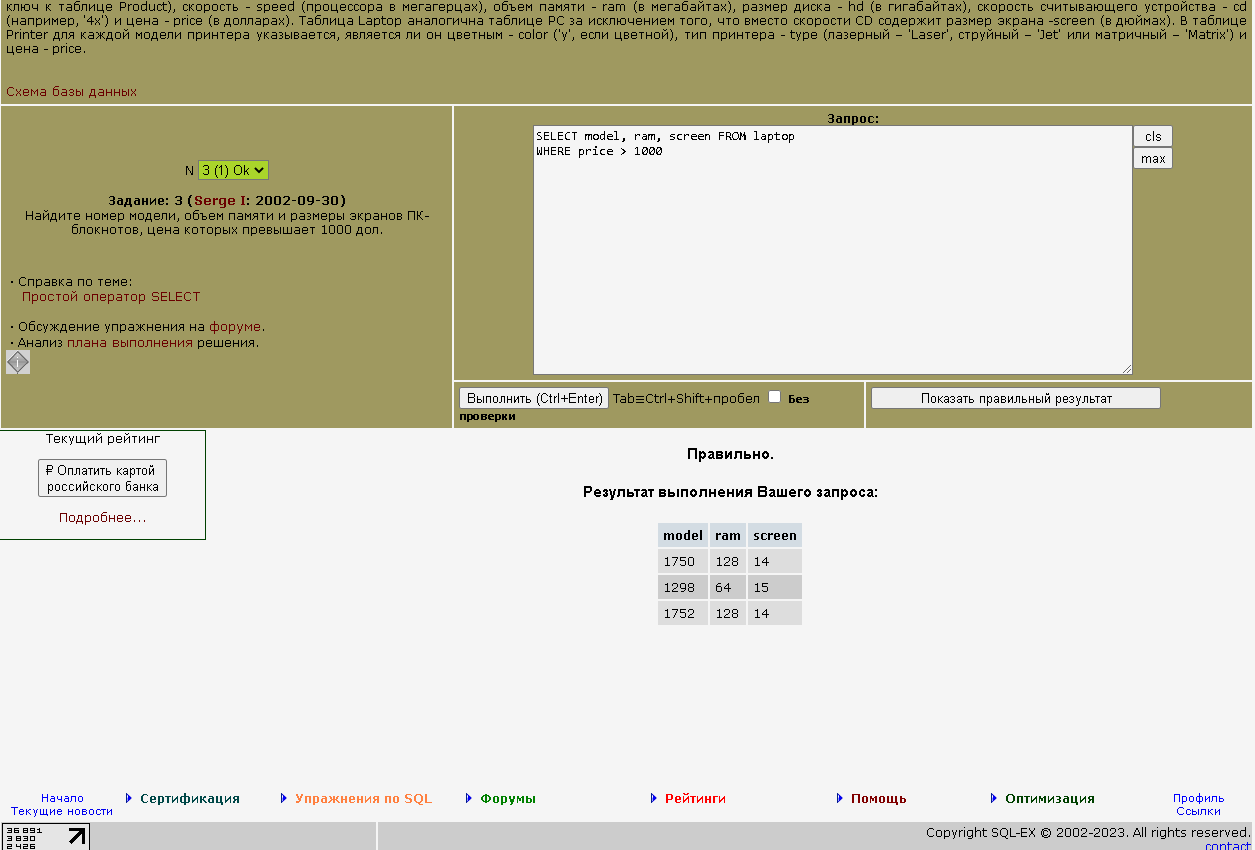 ключ к таблице Product), скорость - speed (процессора в мегагерцах), объем памяти - ram (в мегабайтах), размер диска - hd (в гигабайтах), скорость считывающего устройства - cd
(например, '4x') и цена - price (в долларах). Таблица Laptop аналогична таблице РС за исключением того, что вместо скорости CD содержит размер экрана -screen (в дюймах). В таблице
Printer для каждой модели принтера указывается, является ли он цветным - color ('y', если цветной), тип принтера - type (лазерный – 'Laser', струйный – 'Jet' или матричный – 'Matrix') и
цена - price.
Схема базы данных
N 3 (1) Ok
Задание: 3 (Serge I: 2002-09-30)
Найдите номер модели, объем памяти и размеры экранов ПК-
блокнотов, цена которых превышает 1000 дол.
· Справка по теме:
Простой оператор SELECT
· Обсуждение упражнения на форуме.
· Анализ плана выполнения решения.
i
Запрос:
SELECT model, ram, screen FROM laptop
WHERE price > 1000
cls
max
Выполнить (Ctrl+Enter) Tab≡Ctrl+Shift+пробел Без
проверки
Показать правильный результат
Текущий рейтинг
₽ Оплатить картой
российского банка
Подробнее...
Правильно.
Результат выполнения Вашего запроса:
model ram screen
1750 128 14
1298 64 15
1752 128 14
Начало
Текущие новости
Сертификация
Упражнения по SQL
Форумы
Рейтинги
Помощь
Оптимизация
Профиль
Ссылки
36 891
3 830
2 426
Copyright SQL-EX © 2002-2023. All rights reserved.
contact